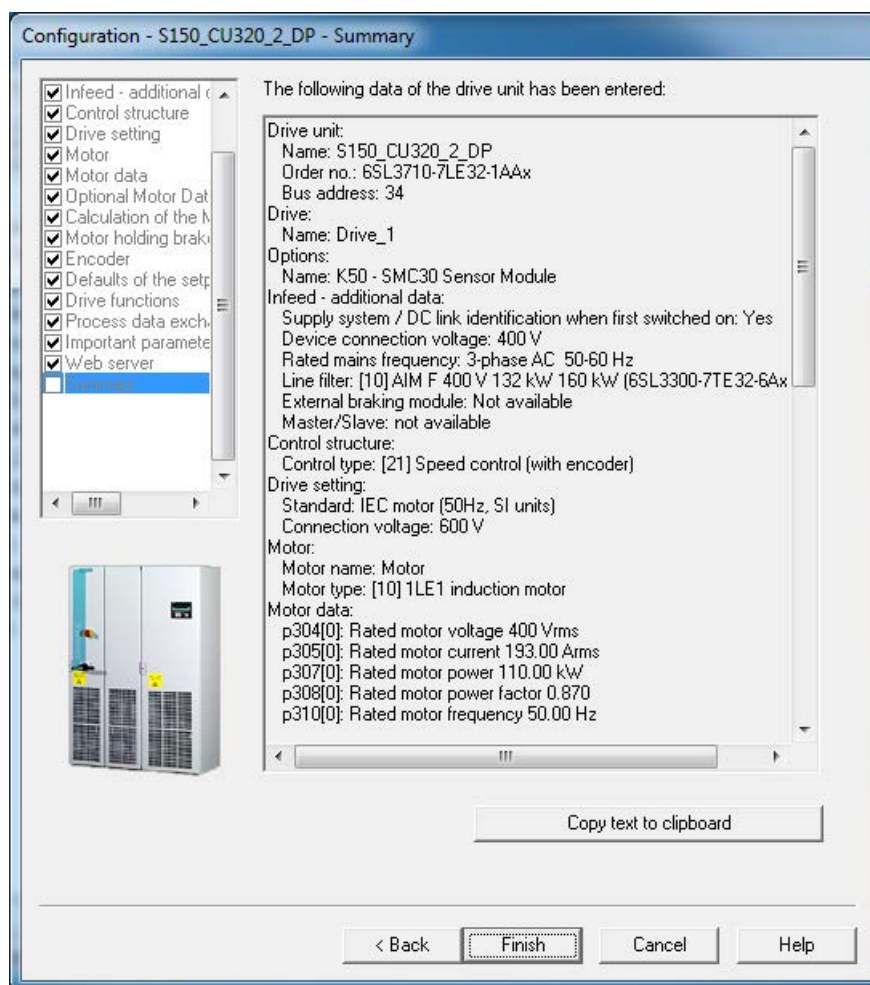 Configuration - S150_CU320_2_DP - Summary
Infeed - additional
Control structure
Drive setting
Motor
Motor data
Optional Motor Dat
Calculation of the
Motor holding
Encoder
Defaults of the
Drive functions
Process data
Important
Web server
Summary
The following data of the drive unit has been entered:
Drive unit:
Name: S150_CU320_2_DP
Order no.: 6SL3710-7LE32-1AAx
Bus address: 34
Drive:
Name: Drive_1
Options:
Name: K50 - SMC30 Sensor Module
Infeed - additional data:
Supply system / DC link identification when first switched on: Yes
Device connection voltage: 400 V
Rated mains frequency: 3-phase AC 50-60 Hz
Line filter: [10] AIM F 400 V 132 kW 160 kW (6SL3300-7TE32-6Ax
External braking module: Not available
Master/Slave: not available
Control structure:
Control type: [21] Speed control (with encoder)
Drive setting:
Standard: IEC motor (50Hz, SI units)
Connection voltage: 600 V
Motor:
Motor name: Motor
Motor type: [10] 1LE1 induction motor
Motor data:
p304[0]: Rated motor voltage 400 Vrms
p305[0]: Rated motor current 193.00 Arms
p307[0]: Rated motor power 110.00 kW
p308[0]: Rated motor power factor 0.870
p310[0]: Rated motor frequency 50.00 Hz
Copy text to clipboard
< Back
Finish
Cancel
Help